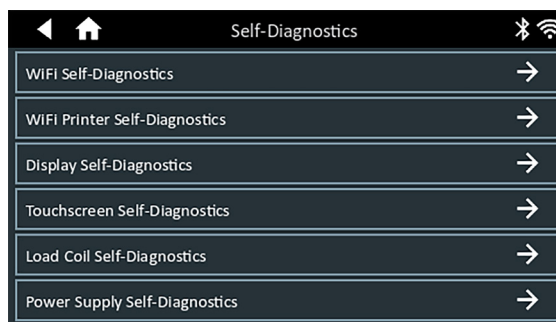 Self-Diagnostics
WiFi Self-Diagnostics
WiFi Printer Self-Diagnostics
Display Self-Diagnostics
Touchscreen Self-Diagnostics
Load Coil Self-Diagnostics
Power Supply Self-Diagnostics